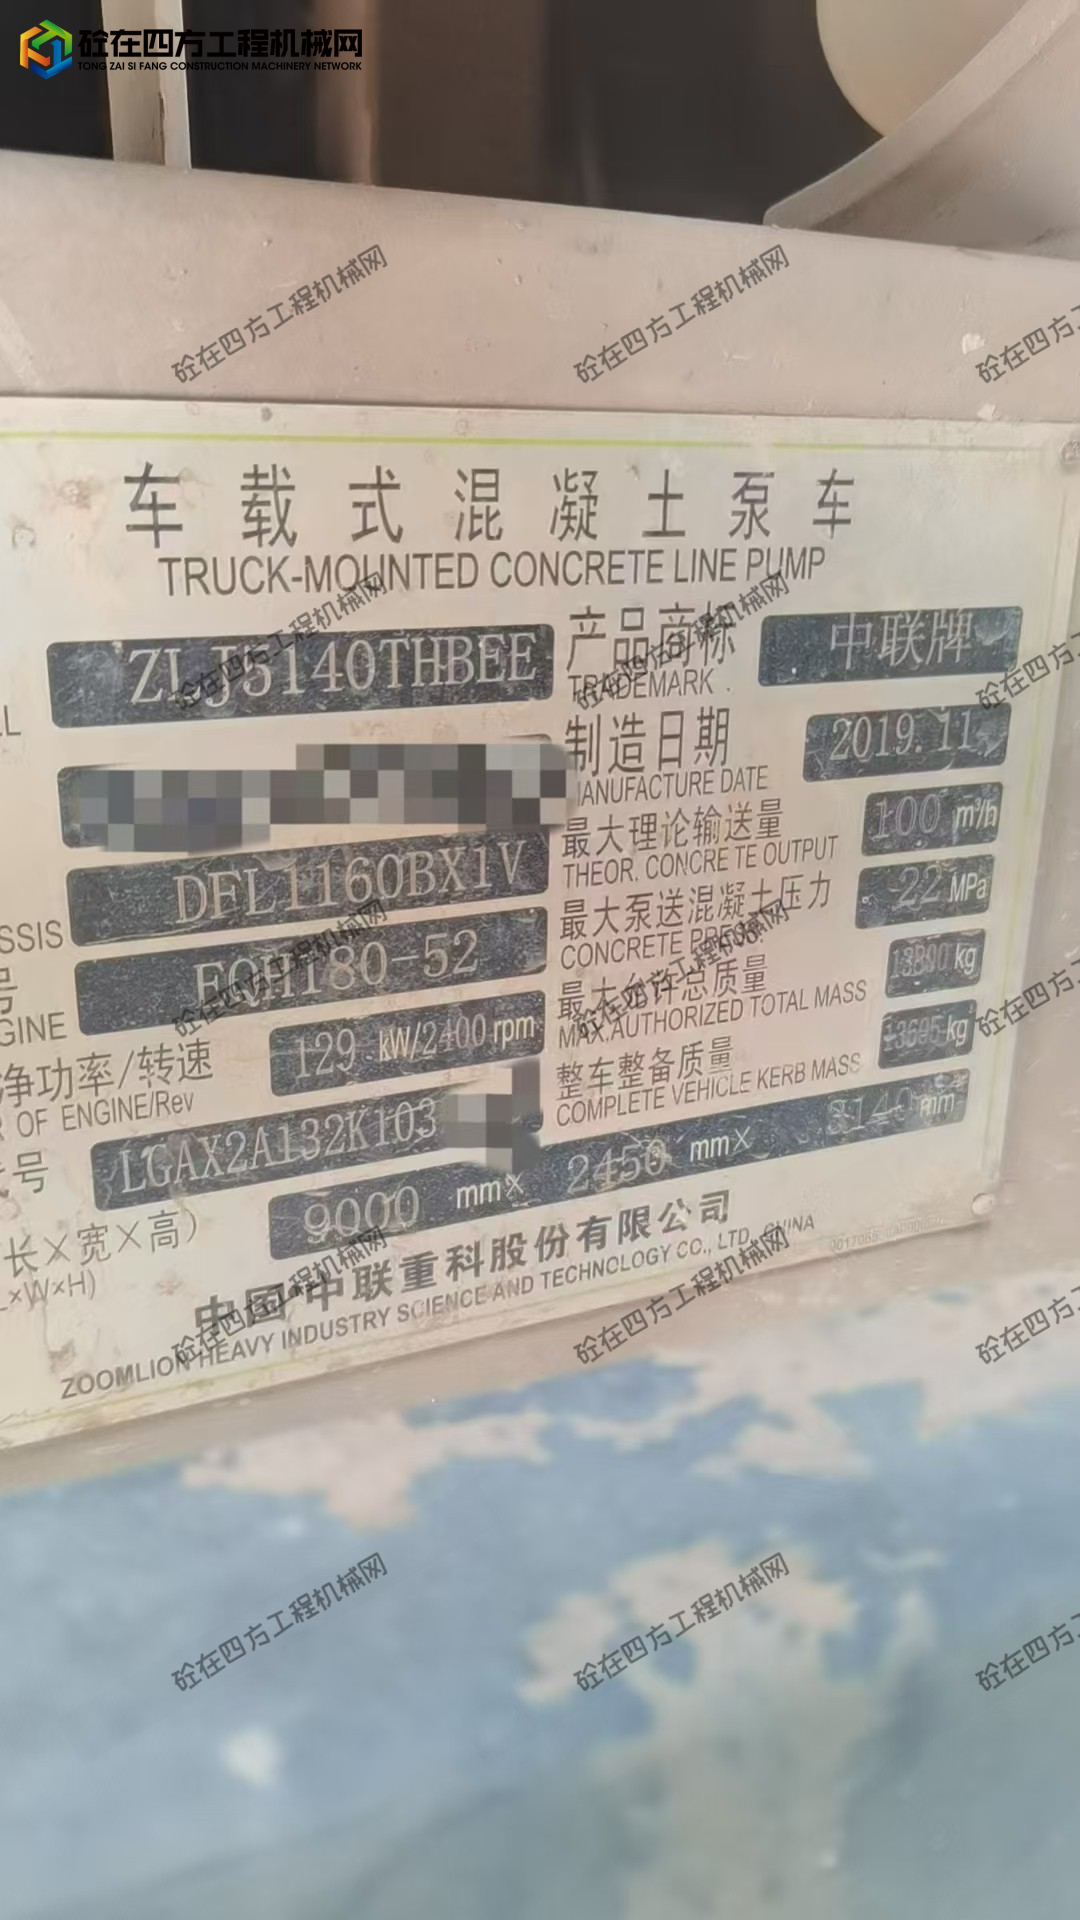 砼在四方工程机械网
TONG ZAI SI FANG CONSTRUCTION MACHINERY NETWORK
车载式混凝土泵车
TRUCK-MOUNTED CONCRETE LINE PUMP
ZLJ5140THBEE
产品商标 中联牌
TRADEMARK
制造日期 2019.11
MANUFACTURE DATE
DFL1160BX1V
最大理论输送量 100 m³/h
THEOR. CONCRETE OUTPUT
SSIS
最大泵送混凝土压力 22 MPa
CONCRETE PRESS.
号 EQH180-52
GINE
最大允许总质量 kg
MAX.AUTHORIZED TOTAL MASS
净功率/转速 129 kW/2400 rpm
R OF ENGINE/Rev
整车整备质量 kg
COMPLETE VEHICLE KERB MASS
号 LGAX2A132K103
长×宽×高) 9000 mm× 2450 mm× 3140 mm
L×W×H)
中国中联重科股份有限公司
ZOOMLION HEAVY INDUSTRY SCIENCE AND TECHNOLOGY CO., LTD. CHINA
砼在四方工程机械网